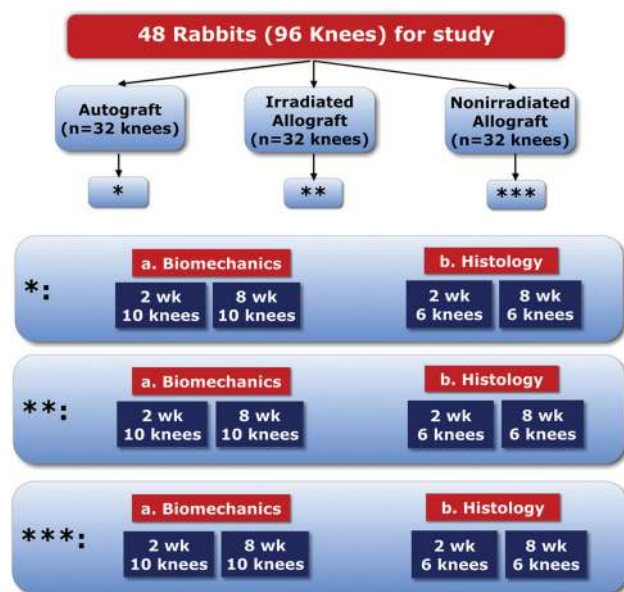 48 Rabbits (96 Knees) for study
Autograft
(n=32 knees)
Irradiated
Allograft
(n=32 knees)
Nonirradiated
Allograft
(n=32 knees)
*
**
***
*:
a. Biomechanics
2 wk
10 knees
8 wk
10 knees
b. Histology
2 wk
6 knees
8 wk
6 knees
**:
a. Biomechanics
2 wk
10 knees
8 wk
10 knees
b. Histology
2 wk
6 knees
8 wk
6 knees
***:
a. Biomechanics
2 wk
10 knees
8 wk
10 knees
b. Histology
2 wk
6 knees
8 wk
6 knees